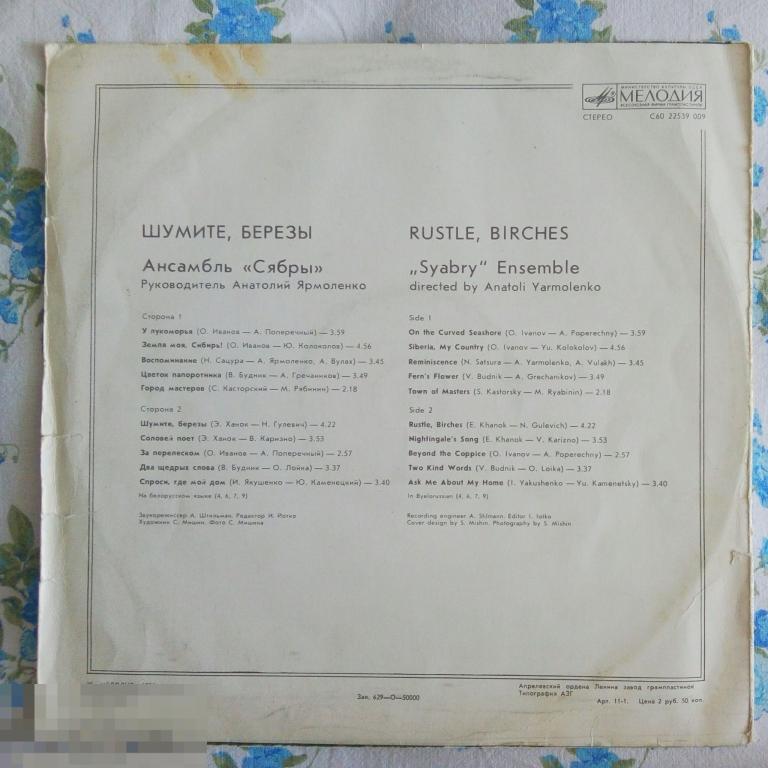 МИНИСТЕРСТВО КУЛЬТУРЫ СССР
МЕЛОДИЯ
ВСЕСОЮЗНАЯ ФИРМА ГРАМПЛАСТИНОК
СТЕРЕО С60 22539 009
ШУМИТЕ, БЕРЕЗЫ
Ансамбль «Сябры»
Руководитель Анатолий Ярмоленко
Сторона 1
У лукоморья (О. Иванов — А. Поперечный) — 3.59
Земля моя, Сибирь! (О. Иванов — Ю. Колоколов) — 4.56
Воспоминание (Н. Сацура — А. Ярмоленко, А. Вулах) — 3.45
Цветок папоротника (В. Будник — А. Гречаников) — 3.49
Город мастеров (С. Касторский — М. Рябинин) — 2.18
Сторона 2
Шумите, березы (Э. Ханок — Н. Гулевич) — 4.22
Соловей поет (Э. Ханок — В. Каризно) — 3.53
За перелеском (О. Иванов — А. Поперечный) — 2.57
Два щедрых слова (В. Будник — О. Лойка) — 3.37
Спроси, где мой дом (И. Якушенко — Ю. Каменецкий) — 3.40
На белорусском языке (4, 6, 7, 9)
Звукорежиссер А. Штильман. Редактор И. Йотко
Художник С. Мишин. Фото С. Мишина
RUSTLE, BIRCHES
„Syabry“ Ensemble
directed by Anatoli Yarmolenko
Side 1
On the Curved Seashore (O. Ivanov — A. Poperechny) — 3.59
Siberia, My Country (O. Ivanov — Yu. Kolokolov) — 4.56
Reminiscence (N. Satsura — A. Yarmolenko, A. Vulakh) — 3.45
Fern's Flower (V. Budnik — A. Grechanikov) — 3.49
Town of Masters (S. Kastorsky — M. Ryabinin) — 2.18
Side 2
Rustle, Birches (E. Khanok — N. Gulevich) — 4.22
Nightingale's Song (E. Khanok — V. Karizno) — 3.53
Beyond the Coppice (O. Ivanov — A. Poperechny) — 2.57
Two Kind Words (V. Budnik — O. Loika) — 3.37
Ask Me About My Home (I. Yakushenko — Yu. Kamenetsky) — 3.40
In Byelorussian (4, 6, 7, 9)
Recording engineer A. Shlmann. Editor I. Iotko
Cover design by S. Mishin. Photography by S. Mishin
Зак. 629—О—50000
Апрелевский ордена Ленина завод грампластинок
Типография АЗГ
Арт. 11-1. Цена 2 руб. 50 коп.